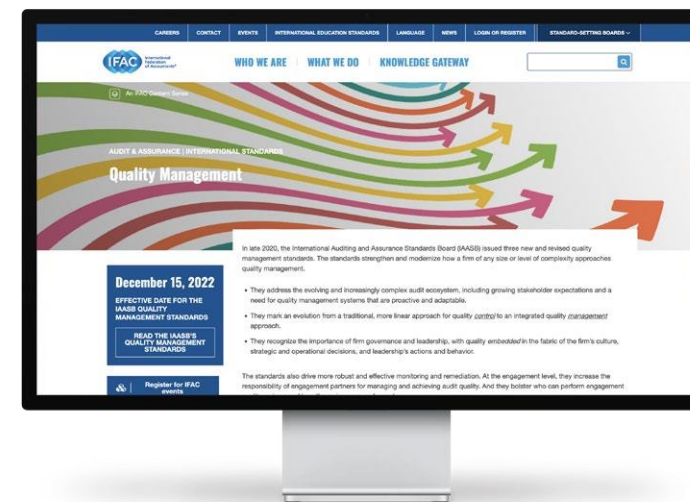 CAREERS CONTACT EVENTS INTERNATIONAL EDUCATION STANDARDS LANGUAGE NEWS LOGIN OR REGISTER STANDARD-SETTING BOARDS
IFAC International Federation of Accountants®
WHO WE ARE WHAT WE DO KNOWLEDGE GATEWAY
An IFAC Content Series
AUDIT & ASSURANCE | INTERNATIONAL STANDARDS
Quality Management
In late 2020, the International Auditing and Assurance Standards Board (IAASB) issued three new and revised quality
management standards. The standards strengthen and modernize how a firm of any size or level of complexity approaches
quality management.
• They address the evolving and increasingly complex audit ecosystem, including growing stakeholder expectations and a
need for quality management systems that are proactive and adaptable.
• They mark an evolution from a traditional, more linear approach for quality control to an integrated quality management
approach.
• They recognize the importance of firm governance and leadership, with quality embedded in the fabric of the firm's culture,
strategic and operational decisions, and leadership's actions and behavior.
The standards also drive more robust and effective monitoring and remediation. At the engagement level, they increase the
responsibility of engagement partners for managing and achieving audit quality. And they bolster who can perform engagement
December 15, 2022
EFFECTIVE DATE FOR THE
IAASB QUALITY
MANAGEMENT STANDARDS
READ THE IAASB'S
QUALITY MANAGEMENT
STANDARDS
Register for IFAC
events